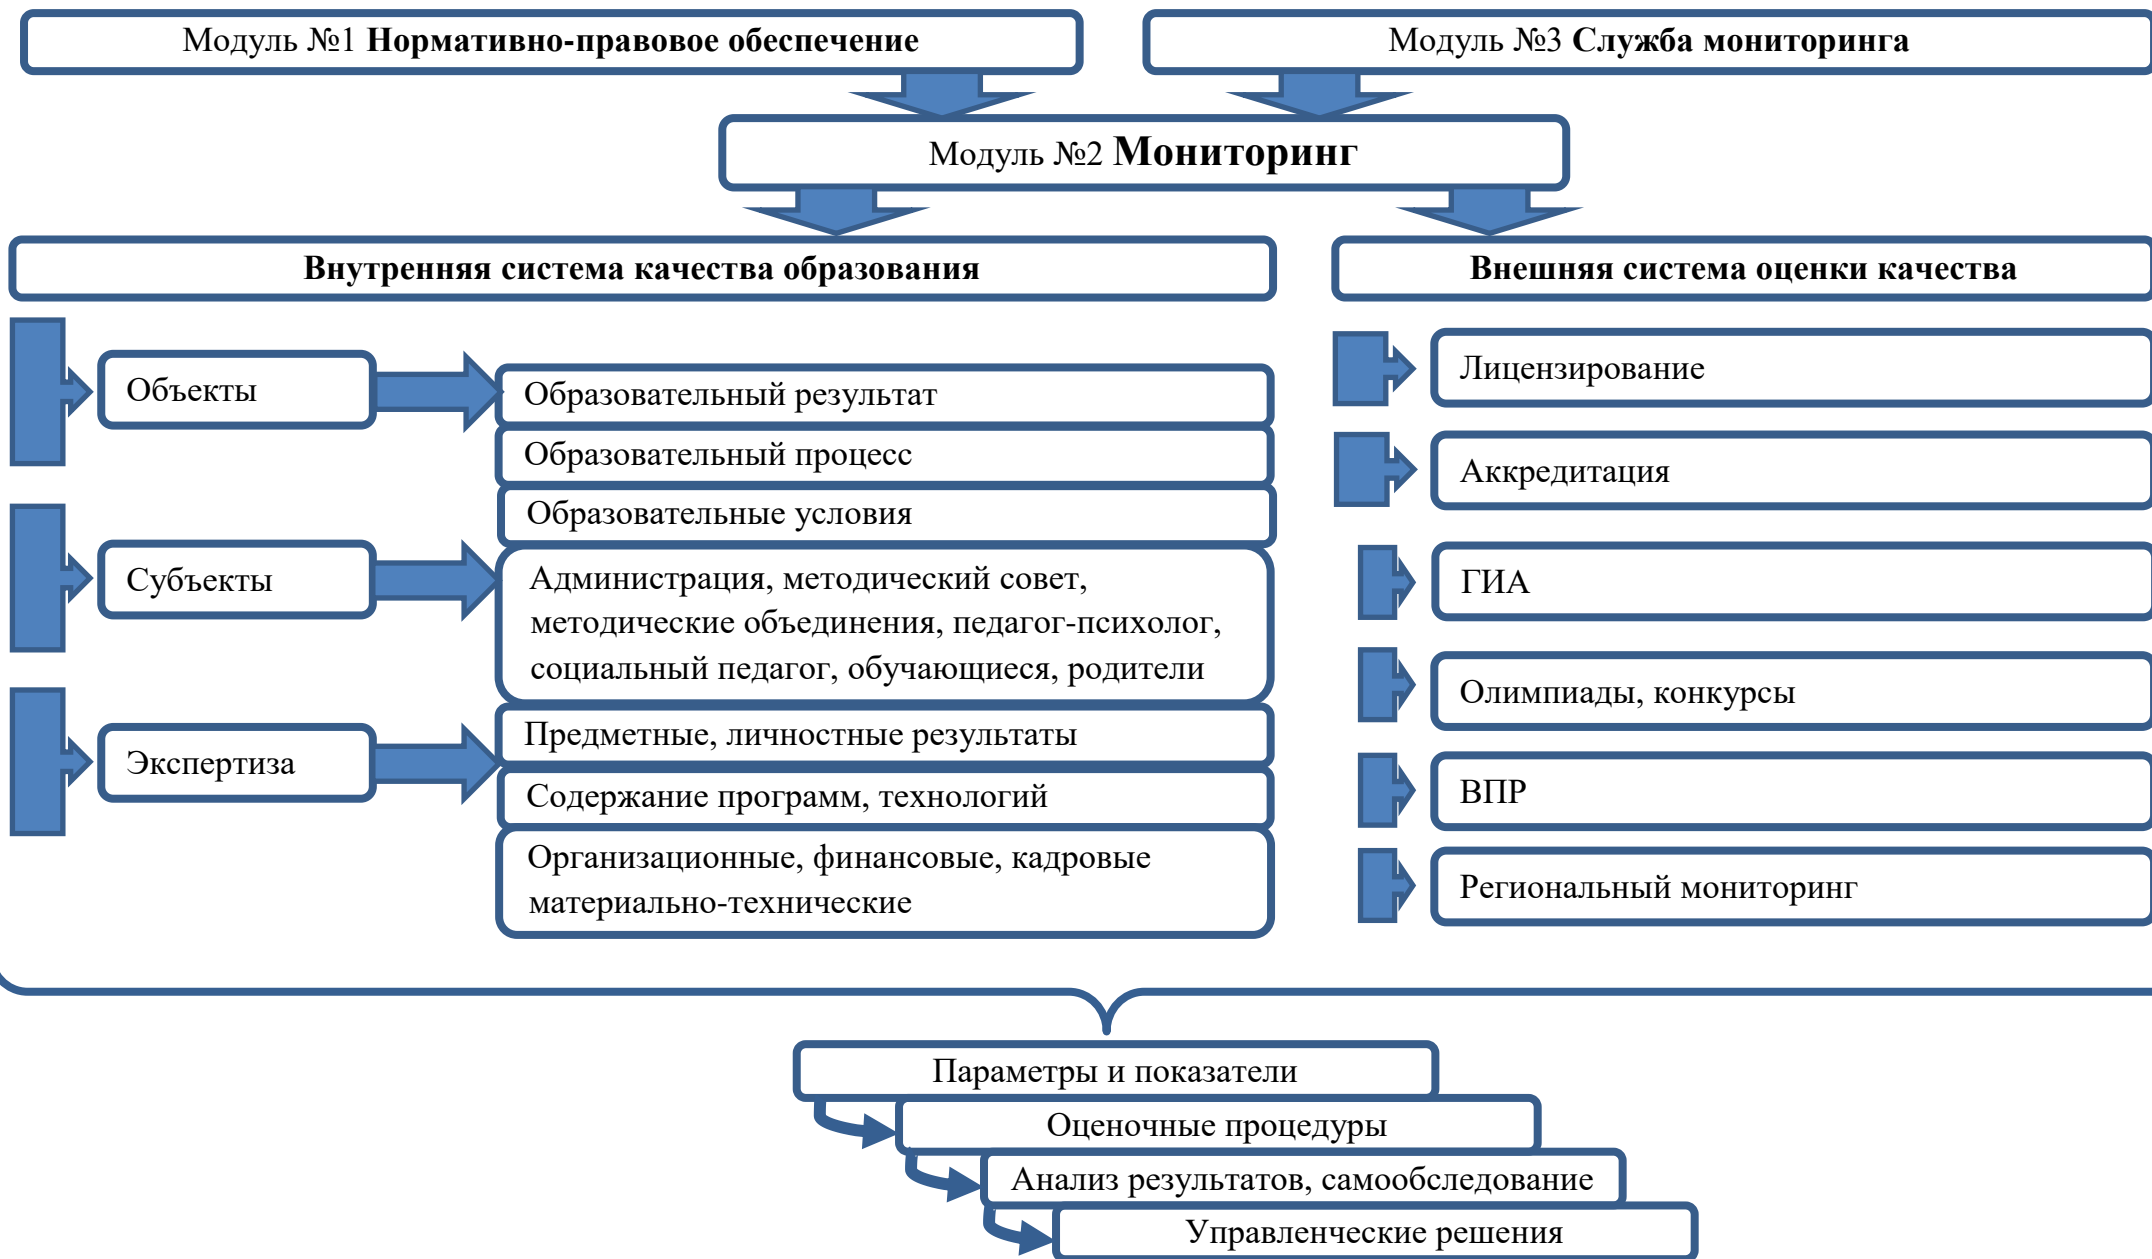 Модуль №1 Нормативно-правовое обеспечение
Модуль №3 Служба мониторинга
Модуль №2 Мониторинг
Внутренняя система качества образования
Внешняя система оценки качества
Объекты
Образовательный результат
Образовательный процесс
Образовательные условия
Субъекты
Администрация, методический совет,
методические объединения, педагог-психолог,
социальный педагог, обучающиеся, родители
Экспертиза
Предметные, личностные результаты
Содержание программ, технологий
Организационные, финансовые, кадровые
материально-технические
Лицензирование
Аккредитация
ГИА
Олимпиады, конкурсы
ВПР
Региональный мониторинг
Параметры и показатели
Оценочные процедуры
Анализ результатов, самообследование
Управленческие решения